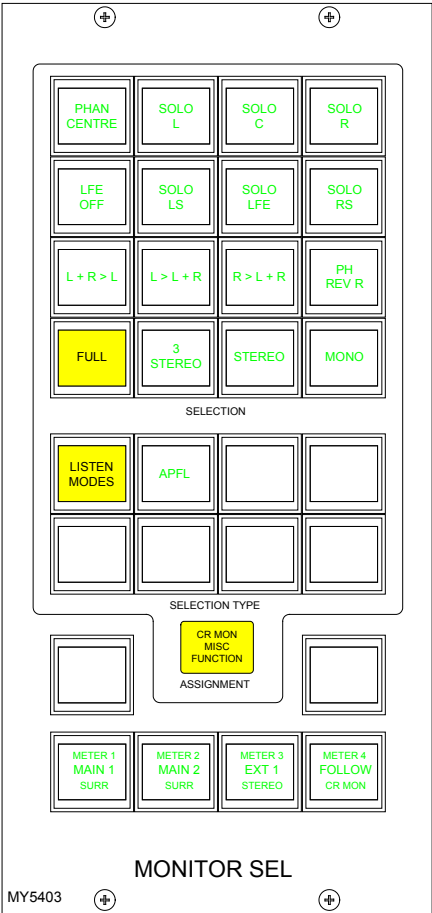 PHAN
CENTRE
SOLO
L
SOLO
C
SOLO
R
LFE
OFF
SOLO
LS
SOLO
LFE
SOLO
RS
L + R > L
L > L + R
R > L + R
PH
REV R
FULL
3
STEREO
STEREO
MONO
SELECTION
LISTEN
MODES
APFL
SELECTION TYPE
CR MON
MISC
FUNCTION
ASSIGNMENT
METER 1
MAIN 1
SURR
METER 2
MAIN 2
SURR
METER 3
EXT 1
STEREO
METER 4
FOLLOW
CR MON
MONITOR SEL
MY5403